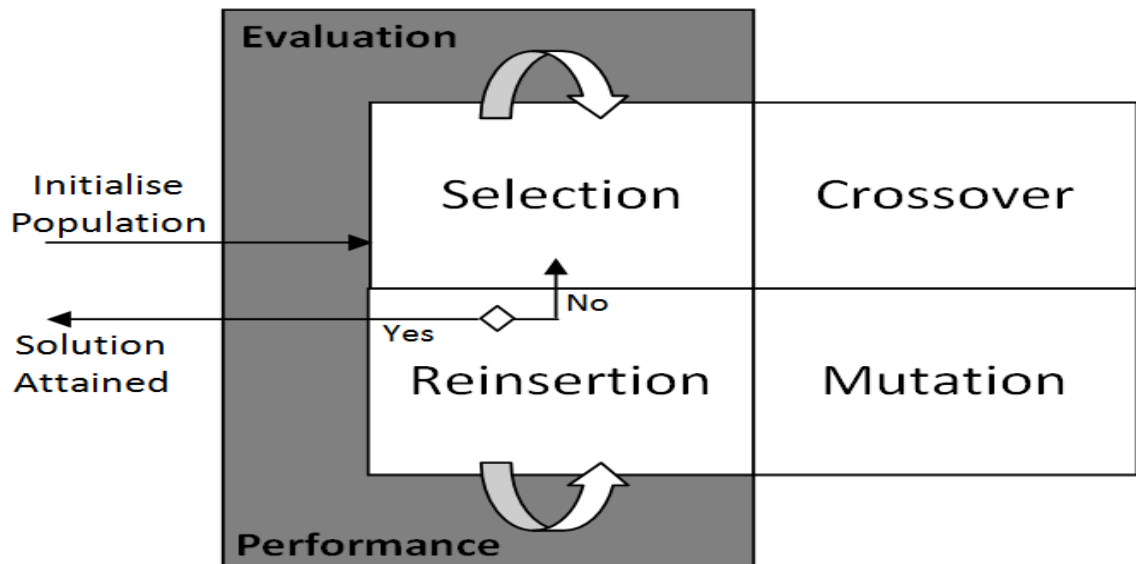 Evaluation
Initialise
Population
Selection
Crossover
No
Yes
Solution
Attained
Reinsertion
Mutation
Performance